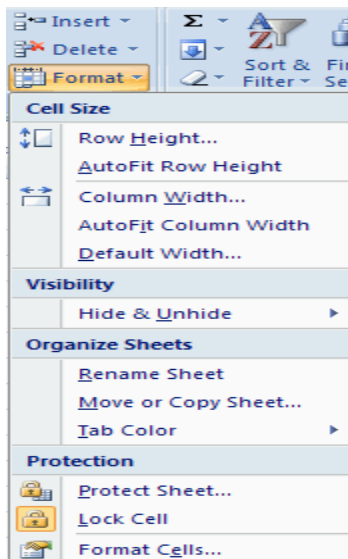 Insert
Delete
Format
Σ
A
Z
Sort &
Filter
Cell Size
Row Height...
AutoFit Row Height
Column Width...
AutoFit Column Width
Default Width...
Visibility
Hide & Unhide
Organize Sheets
Rename Sheet
Move or Copy Sheet...
Tab Color
Protection
Protect Sheet...
Lock Cell
Format Cells...